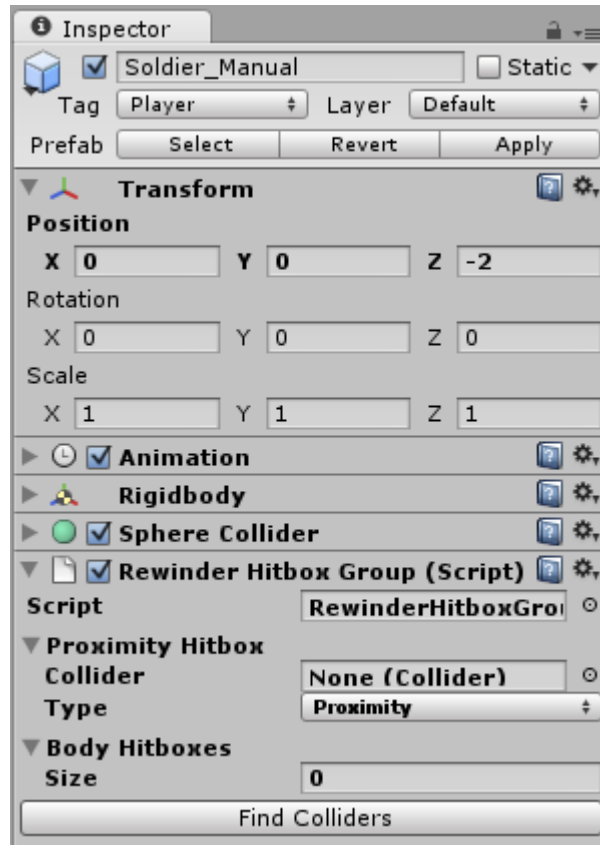 Inspector
Soldier_Manual Static
Tag Player Layer Default
Prefab Select Revert Apply
Transform
Position
X 0 Y 0 Z -2
Rotation
X 0 Y 0 Z 0
Scale
X 1 Y 1 Z 1
Animation
Rigidbody
Sphere Collider
Rewinder Hitbox Group (Script)
Script RewinderHitboxGrou
Proximity Hitbox
Collider None (Collider)
Type Proximity
Body Hitboxes
Size 0
Find Colliders